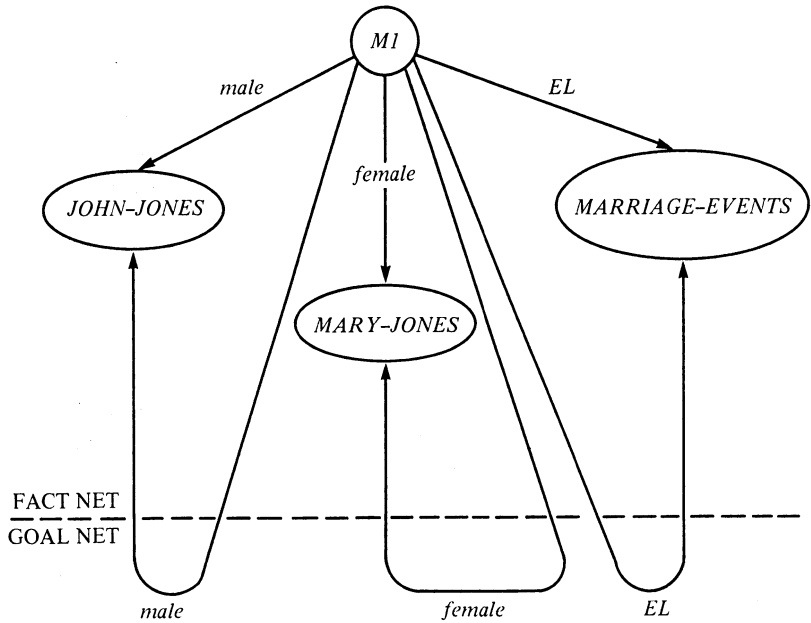 M1
male
EL
female
JOHN–JONES
MARRIAGE–EVENTS
MARY–JONES
FACT NET
GOAL NET
male
female
EL